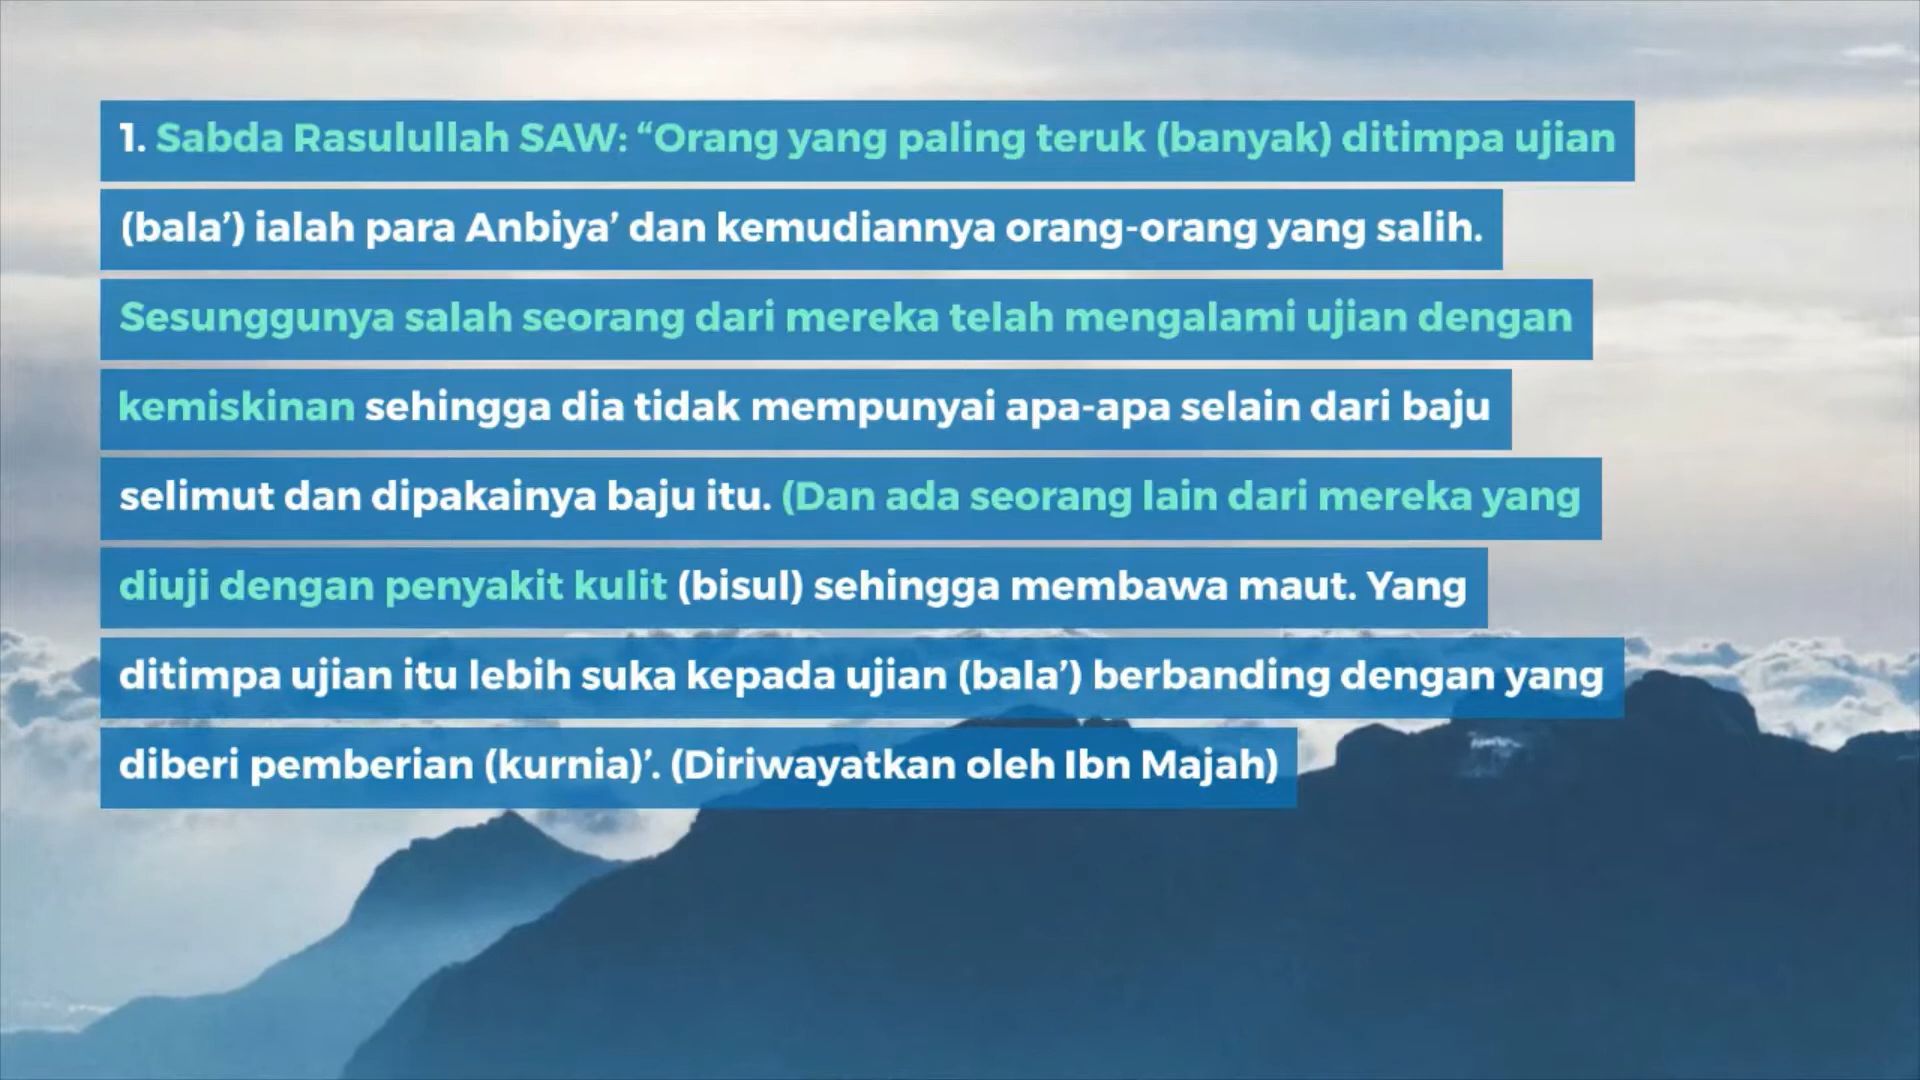 1. Sabda Rasulullah SAW: “Orang yang paling teruk (banyak) ditimpa ujian
(bala’) ialah para Anbiya’ dan kemudiannya orang-orang yang salih.
Sesunggunya salah seorang dari mereka telah mengalami ujian dengan
kemiskinan sehingga dia tidak mempunyai apa-apa selain dari baju
selimut dan dipakainya baju itu. (Dan ada seorang lain dari mereka yang
diuji dengan penyakit kulit (bisul) sehingga membawa maut. Yang
ditimpa ujian itu lebih suka kepada ujian (bala’) berbanding dengan yang
diberi pemberian (kurnia)’. (Diriwayatkan oleh Ibn Majah)